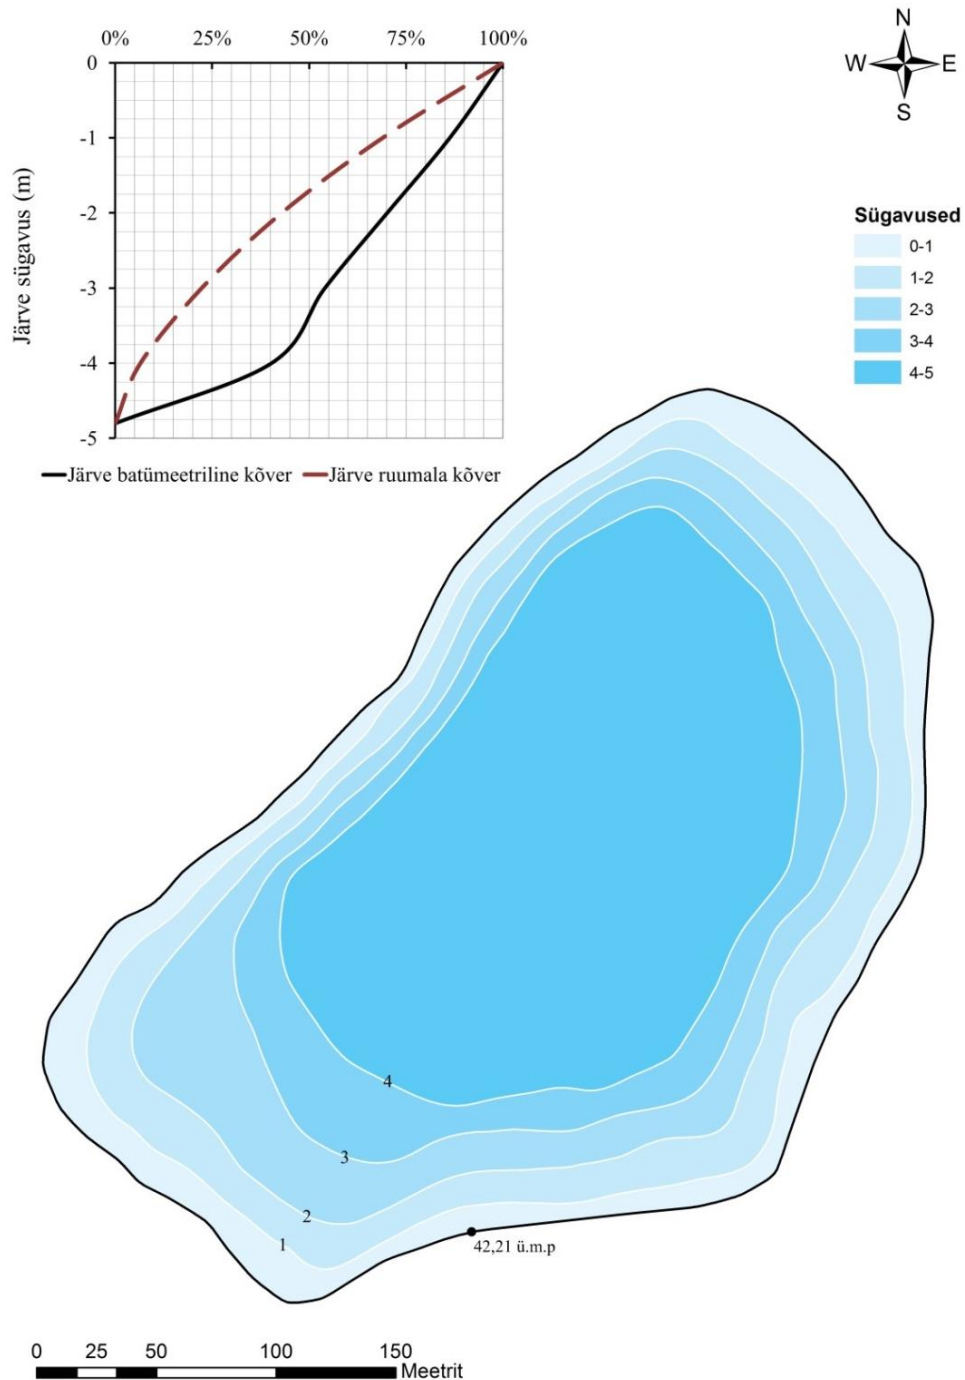 0% 25% 50% 75% 100%
0
-1
-2
-3
-4
-5
Järve sügavus (m)
Järve batümeetriline kõver Järve ruumala kõver
N
W E
S
Sügavused
0-1
1-2
2-3
3-4
4-5
4
3
2
1
42,21 ü.m.p
0 25 50 100 150
Meetrit